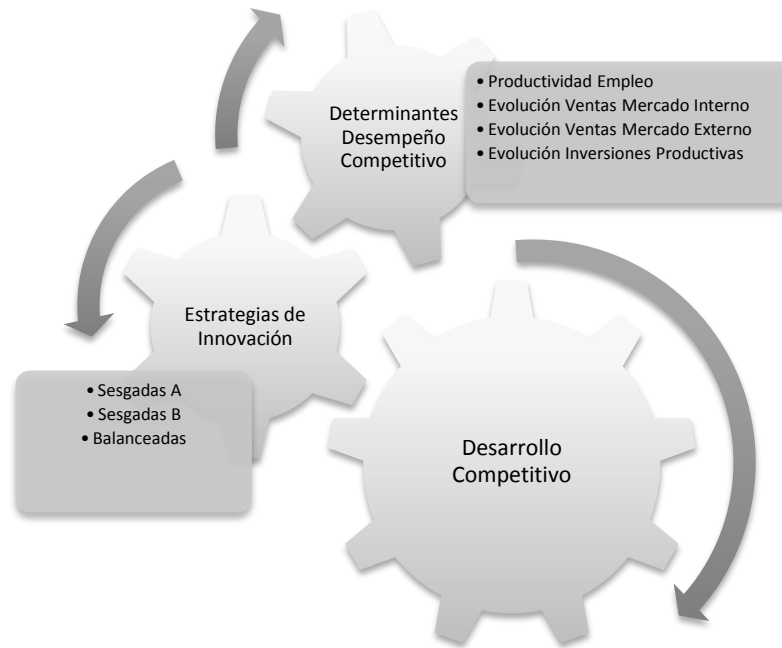 Determinantes
Desempeño
Competitivo
• Productividad Empleo
• Evolución Ventas Mercado Interno
• Evolución Ventas Mercado Externo
• Evolución Inversiones Productivas
Estrategias de
Innovación
• Sesgadas A
• Sesgadas B
• Balanceadas
Desarrollo
Competitivo